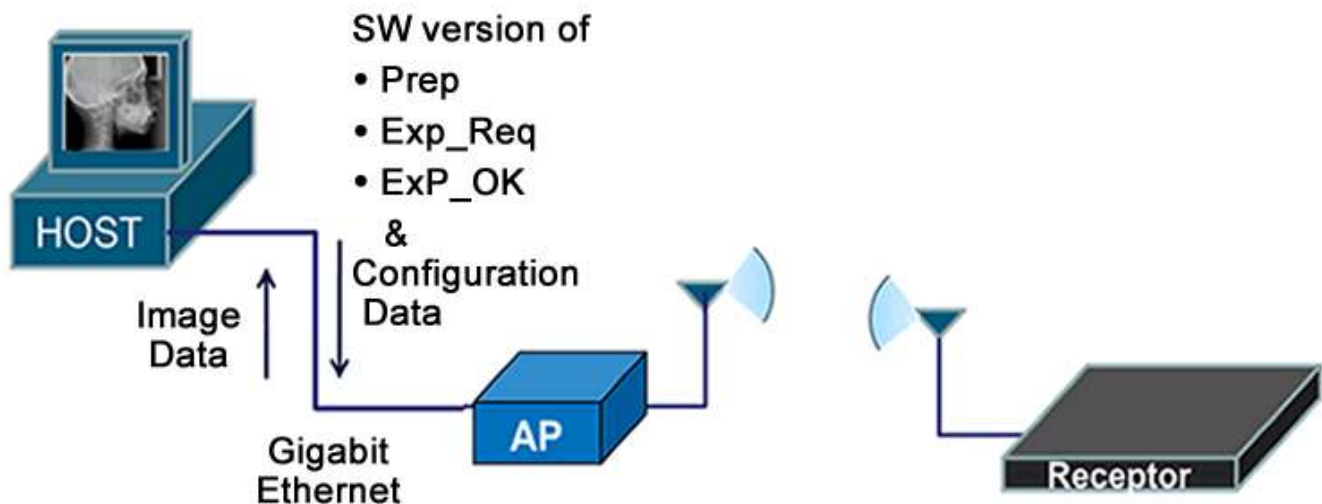 SW version of
• Prep
• Exp_Req
• ExP_OK
&
Configuration
Data
HOST
Image
Data
Gigabit
Ethernet
AP
Receptor